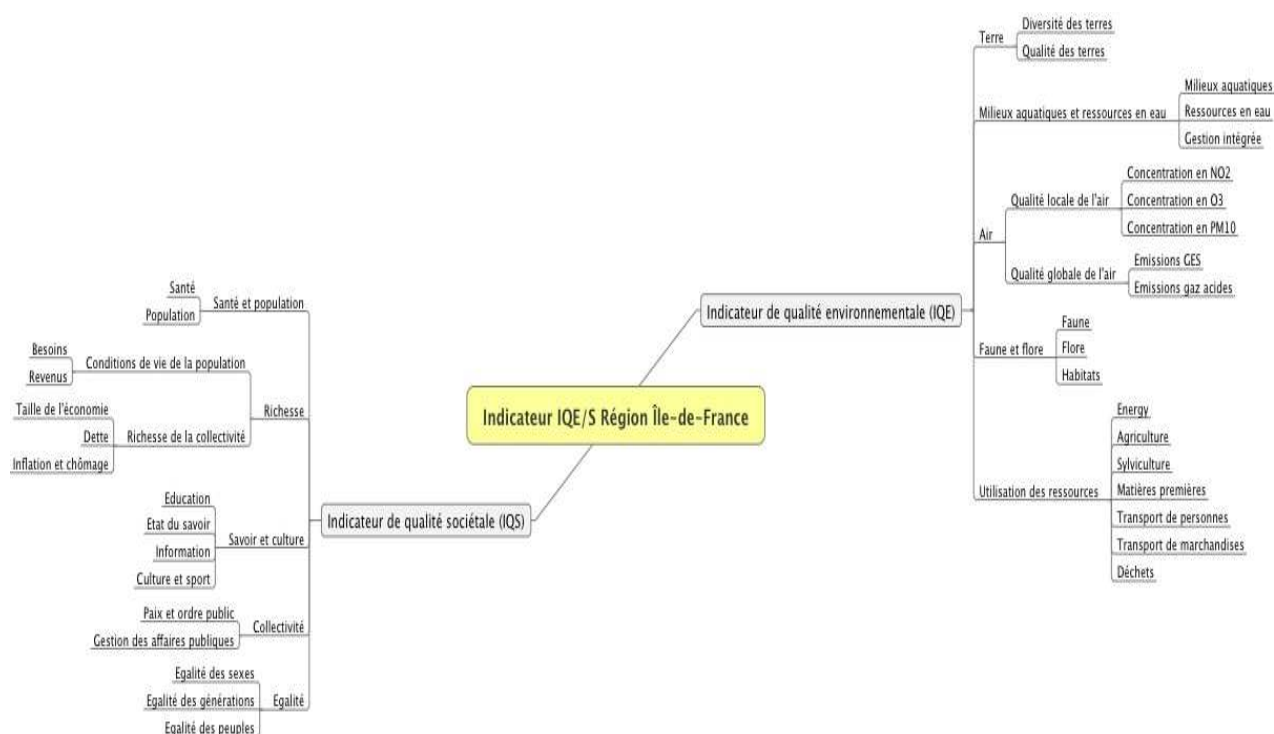 Indicateur IQE/S Région Île-de-France
Indicateur de qualité environnementale (IQE)
Terre
Diversité des terres
Qualité des terres
Milieux aquatiques et ressources en eau
Milieux aquatiques
Ressources en eau
Gestion intégrée
Air
Qualité locale de l'air
Concentration en NO2
Concentration en O3
Concentration en PM10
Qualité globale de l'air
Emissions GES
Emissions gaz acides
Faune et flore
Faune
Flore
Habitats
Utilisation des ressources
Energy
Agriculture
Sylviculture
Matières premières
Transport de personnes
Transport de marchandises
Déchets
Indicateur de qualité sociétale (IQS)
Santé et population
Santé
Population
Richesse
Conditions de vie de la population
Besoins
Revenus
Richesse de la collectivité
Taille de l'économie
Dette
Inflation et chômage
Savoir et culture
Education
Etat du savoir
Information
Culture et sport
Collectivité
Paix et ordre public
Gestion des affaires publiques
Egalité
Egalité des sexes
Egalité des générations
Egalité des peuples